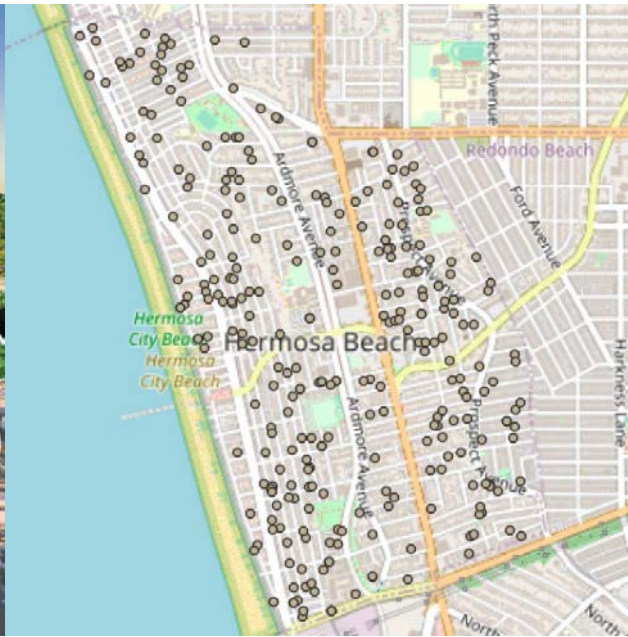 North Peck Avenue
Redondo Beach
Ardmore Avenue
Ford Avenue
Prospect Avenue
Hermosa
City Beach
Hermosa
City Beach
Hermosa Beach
Harkness Lane
Ardmore Avenue
Prospect Avenue
North
North